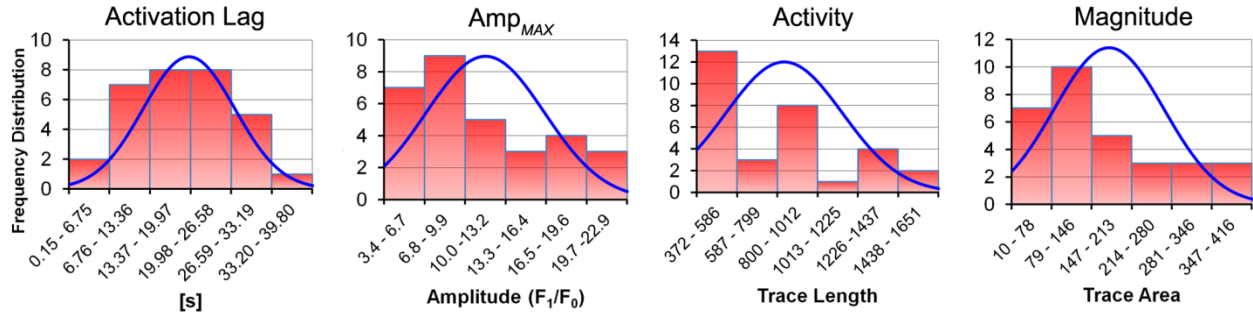 Activation Lag
Frequency Distribution
10
8
6
4
2
0
0.15 - 6.75
6.76 - 13.36
13.37 - 19.97
19.98 - 26.58
26.59 - 33.19
33.20 - 39.80
[s]
Amp MAX
10
8
6
4
2
0
3.4 - 6.7
6.8 - 9.9
10.0 -13.2
13.3 - 16.4
16.5 - 19.6
19.7 -22.9
Amplitude (F1/F0)
Activity
14
12
10
8
6
4
2
0
372 - 586
587 - 799
800 - 1012
1013 - 1225
1226 -1437
1438 - 1651
Trace Length
Magnitude
12
10
8
6
4
2
0
10 - 78
79 - 146
147 - 213
214 - 280
281 - 346
347 - 416
Trace Area